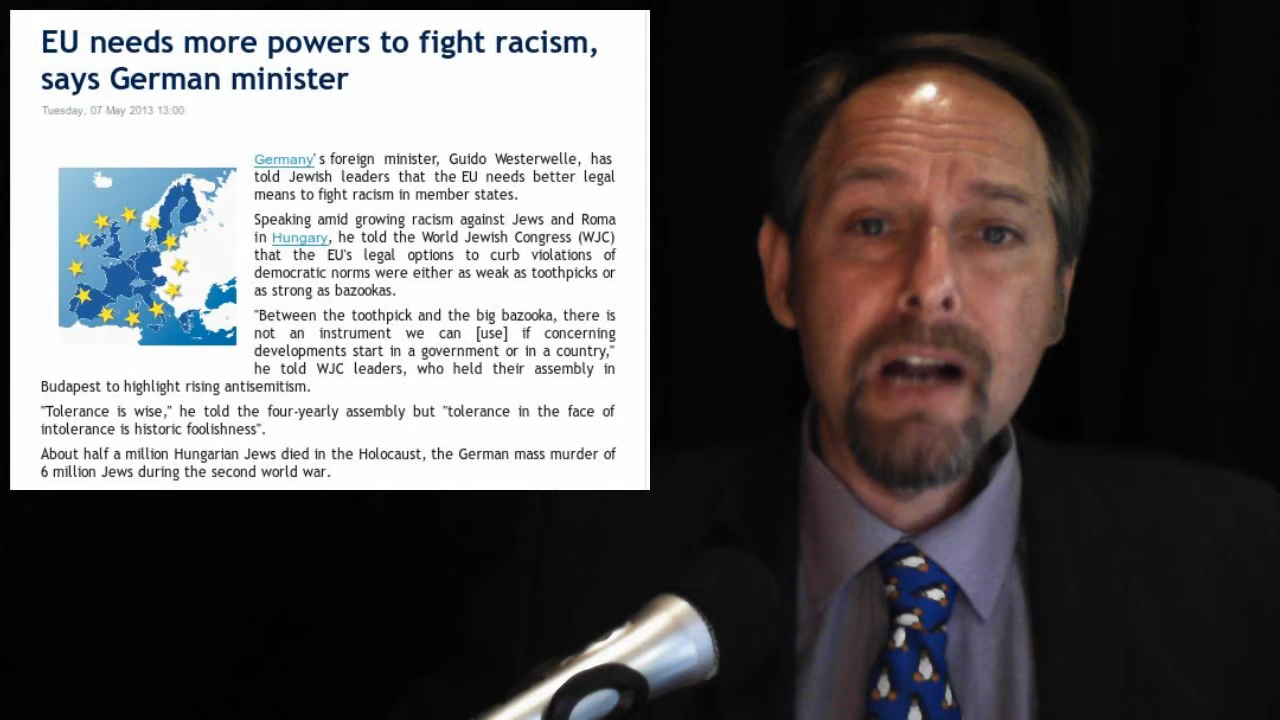 EU needs more powers to fight racism,
says German minister
Tuesday, 07 May 2013 13:00
Germany's foreign minister, Guido Westerwelle, has
told Jewish leaders that the EU needs better legal
means to fight racism in member states.
Speaking amid growing racism against Jews and Roma
in Hungary, he told the World Jewish Congress (WJC)
that the EU's legal options to curb violations of
democratic norms were either as weak as toothpicks or
as strong as bazookas.
"Between the toothpick and the big bazooka, there is
not an instrument we can [use] if concerning
developments start in a government or in a country,"
he told WJC leaders, who held their assembly in
Budapest to highlight rising antisemitism.
"Tolerance is wise," he told the four-yearly assembly but "tolerance in the face of
intolerance is historic foolishness".
About half a million Hungarian Jews died in the Holocaust, the German mass murder of
6 million Jews during the second world war.